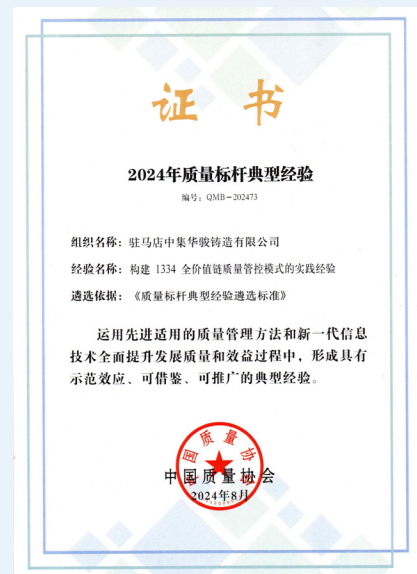 证书
2024年质量标杆典型经验
编号：QMB-202473
组织名称：驻马店中集华骏铸造有限公司
经验名称：构建 1334 全价值链质量管控模式的实践经验
遴选依据：《质量标杆典型经验遴选标准》
运用先进适用的质量管理方法和新一代信息
技术全面提升发展质量和效益过程中，形成具有
示范效应、可借鉴、可推广的典型经验。
中国质量协会
中国质量协会
2024年8月